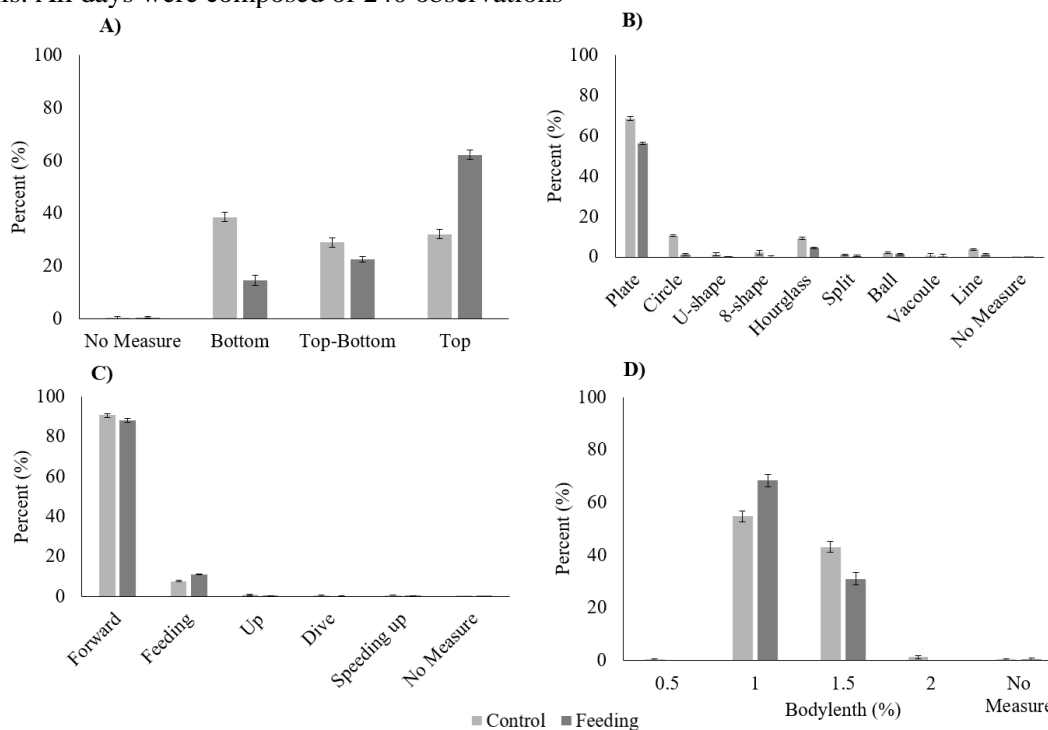 is. All days were composed of 240 observations
A)
100
80
60
40
20
0
Percent (%)
No Measure Bottom Top-Bottom Top
B)
100
80
60
40
20
0
Percent (%)
Plate
Circle
U-shape
8-shape
Hourglass
Split
Ball
Vacoule
Line
No Measure
C)
100
80
60
40
20
0
Percent (%)
Forward
Feeding
Up
Dive
Speeding up
No Measure
D)
100
80
60
40
20
0
Percent (%)
0.5 1 1.5 2 No
Measure
Bodylenth (%)
Control Feeding